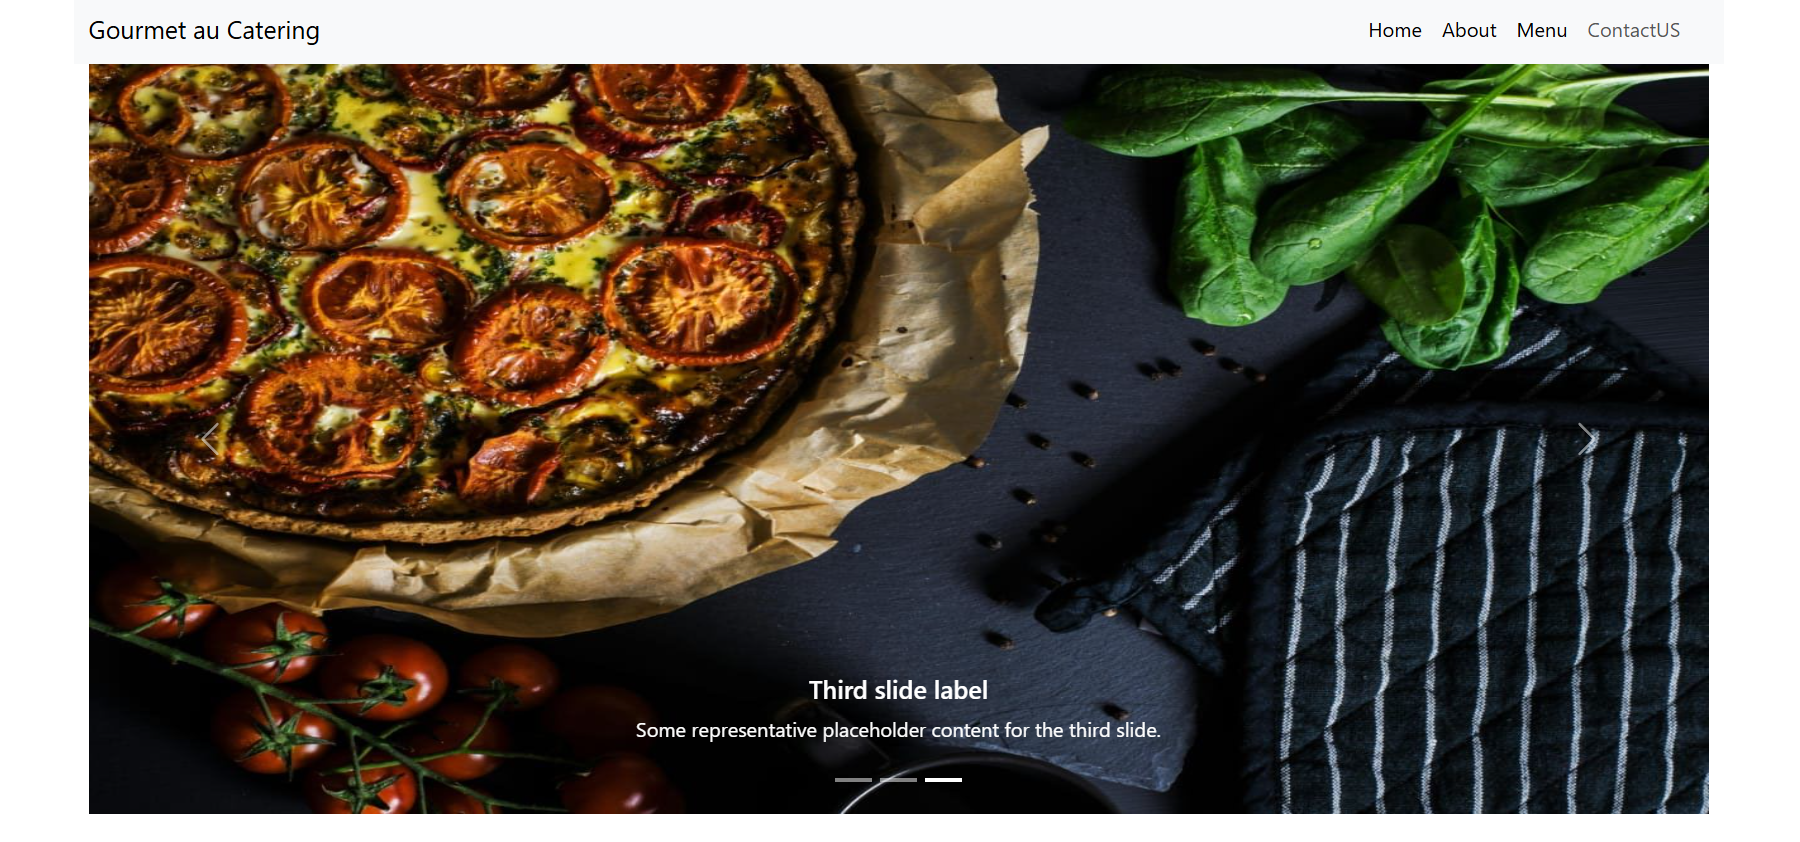 Gourmet au Catering
Home About Menu ContactUS
Third slide label
Some representative placeholder content for the third slide.